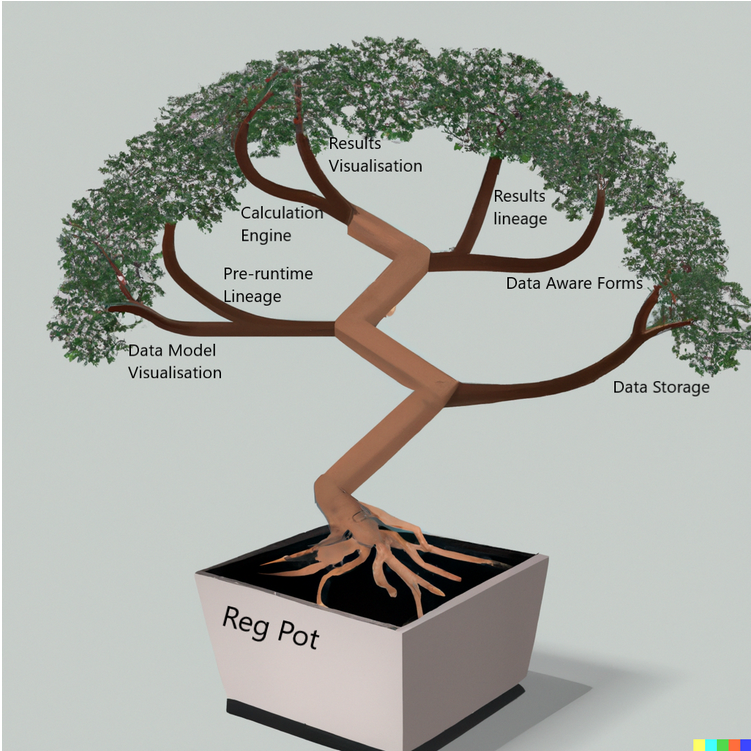 Results
Visualisation
Calculation
Engine
Results
lineage
Pre-runtime
Lineage
Data Aware Forms
Data Model
Visualisation
Data Storage
Reg Pot